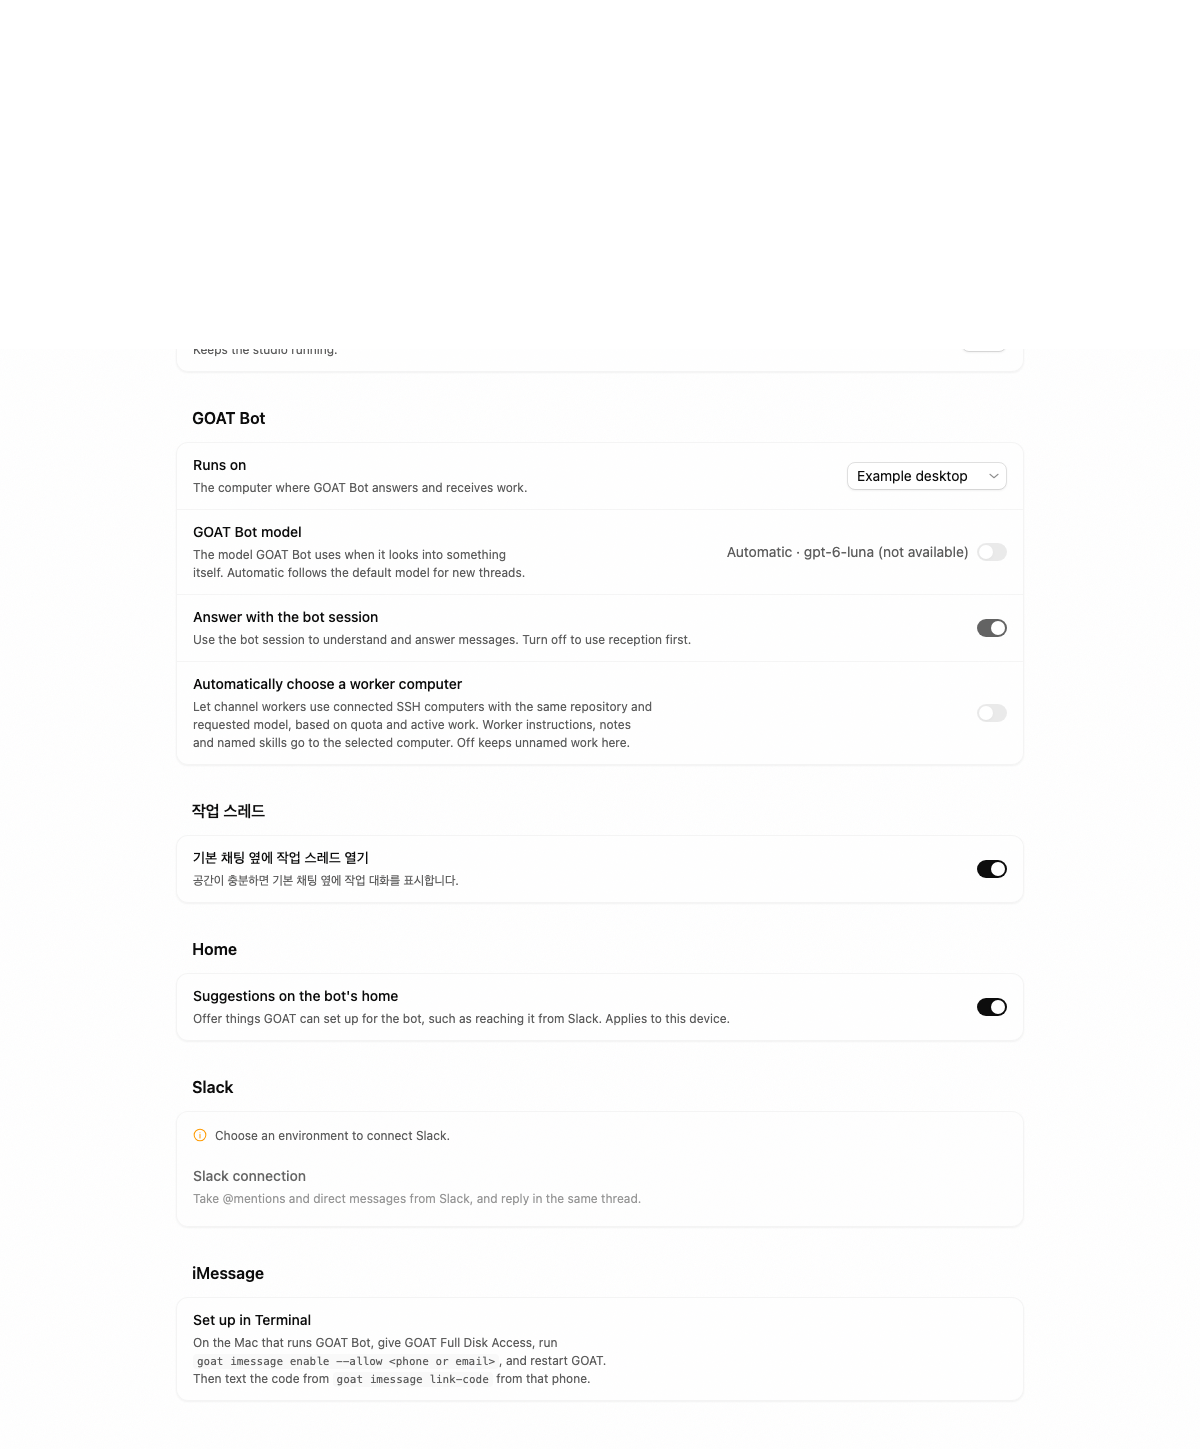 Keeps the studio running.
GOAT Bot
Runs on
The computer where GOAT Bot answers and receives work.
Example desktop
GOAT Bot model
The model GOAT Bot uses when it looks into something
itself. Automatic follows the default model for new threads.
Automatic · gpt-6-luna (not available)
Answer with the bot session
Use the bot session to understand and answer messages. Turn off to use reception first.
Automatically choose a worker computer
Let channel workers use connected SSH computers with the same repository and
requested model, based on quota and active work. Worker instructions, notes
and named skills go to the selected computer. Off keeps unnamed work here.
작업 스레드
기본 채팅 옆에 작업 스레드 열기
공간이 충분하면 기본 채팅 옆에 작업 대화를 표시합니다.
Home
Suggestions on the bot's home
Offer things GOAT can set up for the bot, such as reaching it from Slack. Applies to this device.
Slack
Choose an environment to connect Slack.
Slack connection
Take @mentions and direct messages from Slack, and reply in the same thread.
iMessage
Set up in Terminal
On the Mac that runs GOAT Bot, give GOAT Full Disk Access, run
goat imessage enable --allow <phone or email> , and restart GOAT.
Then text the code from goat imessage link-code from that phone.